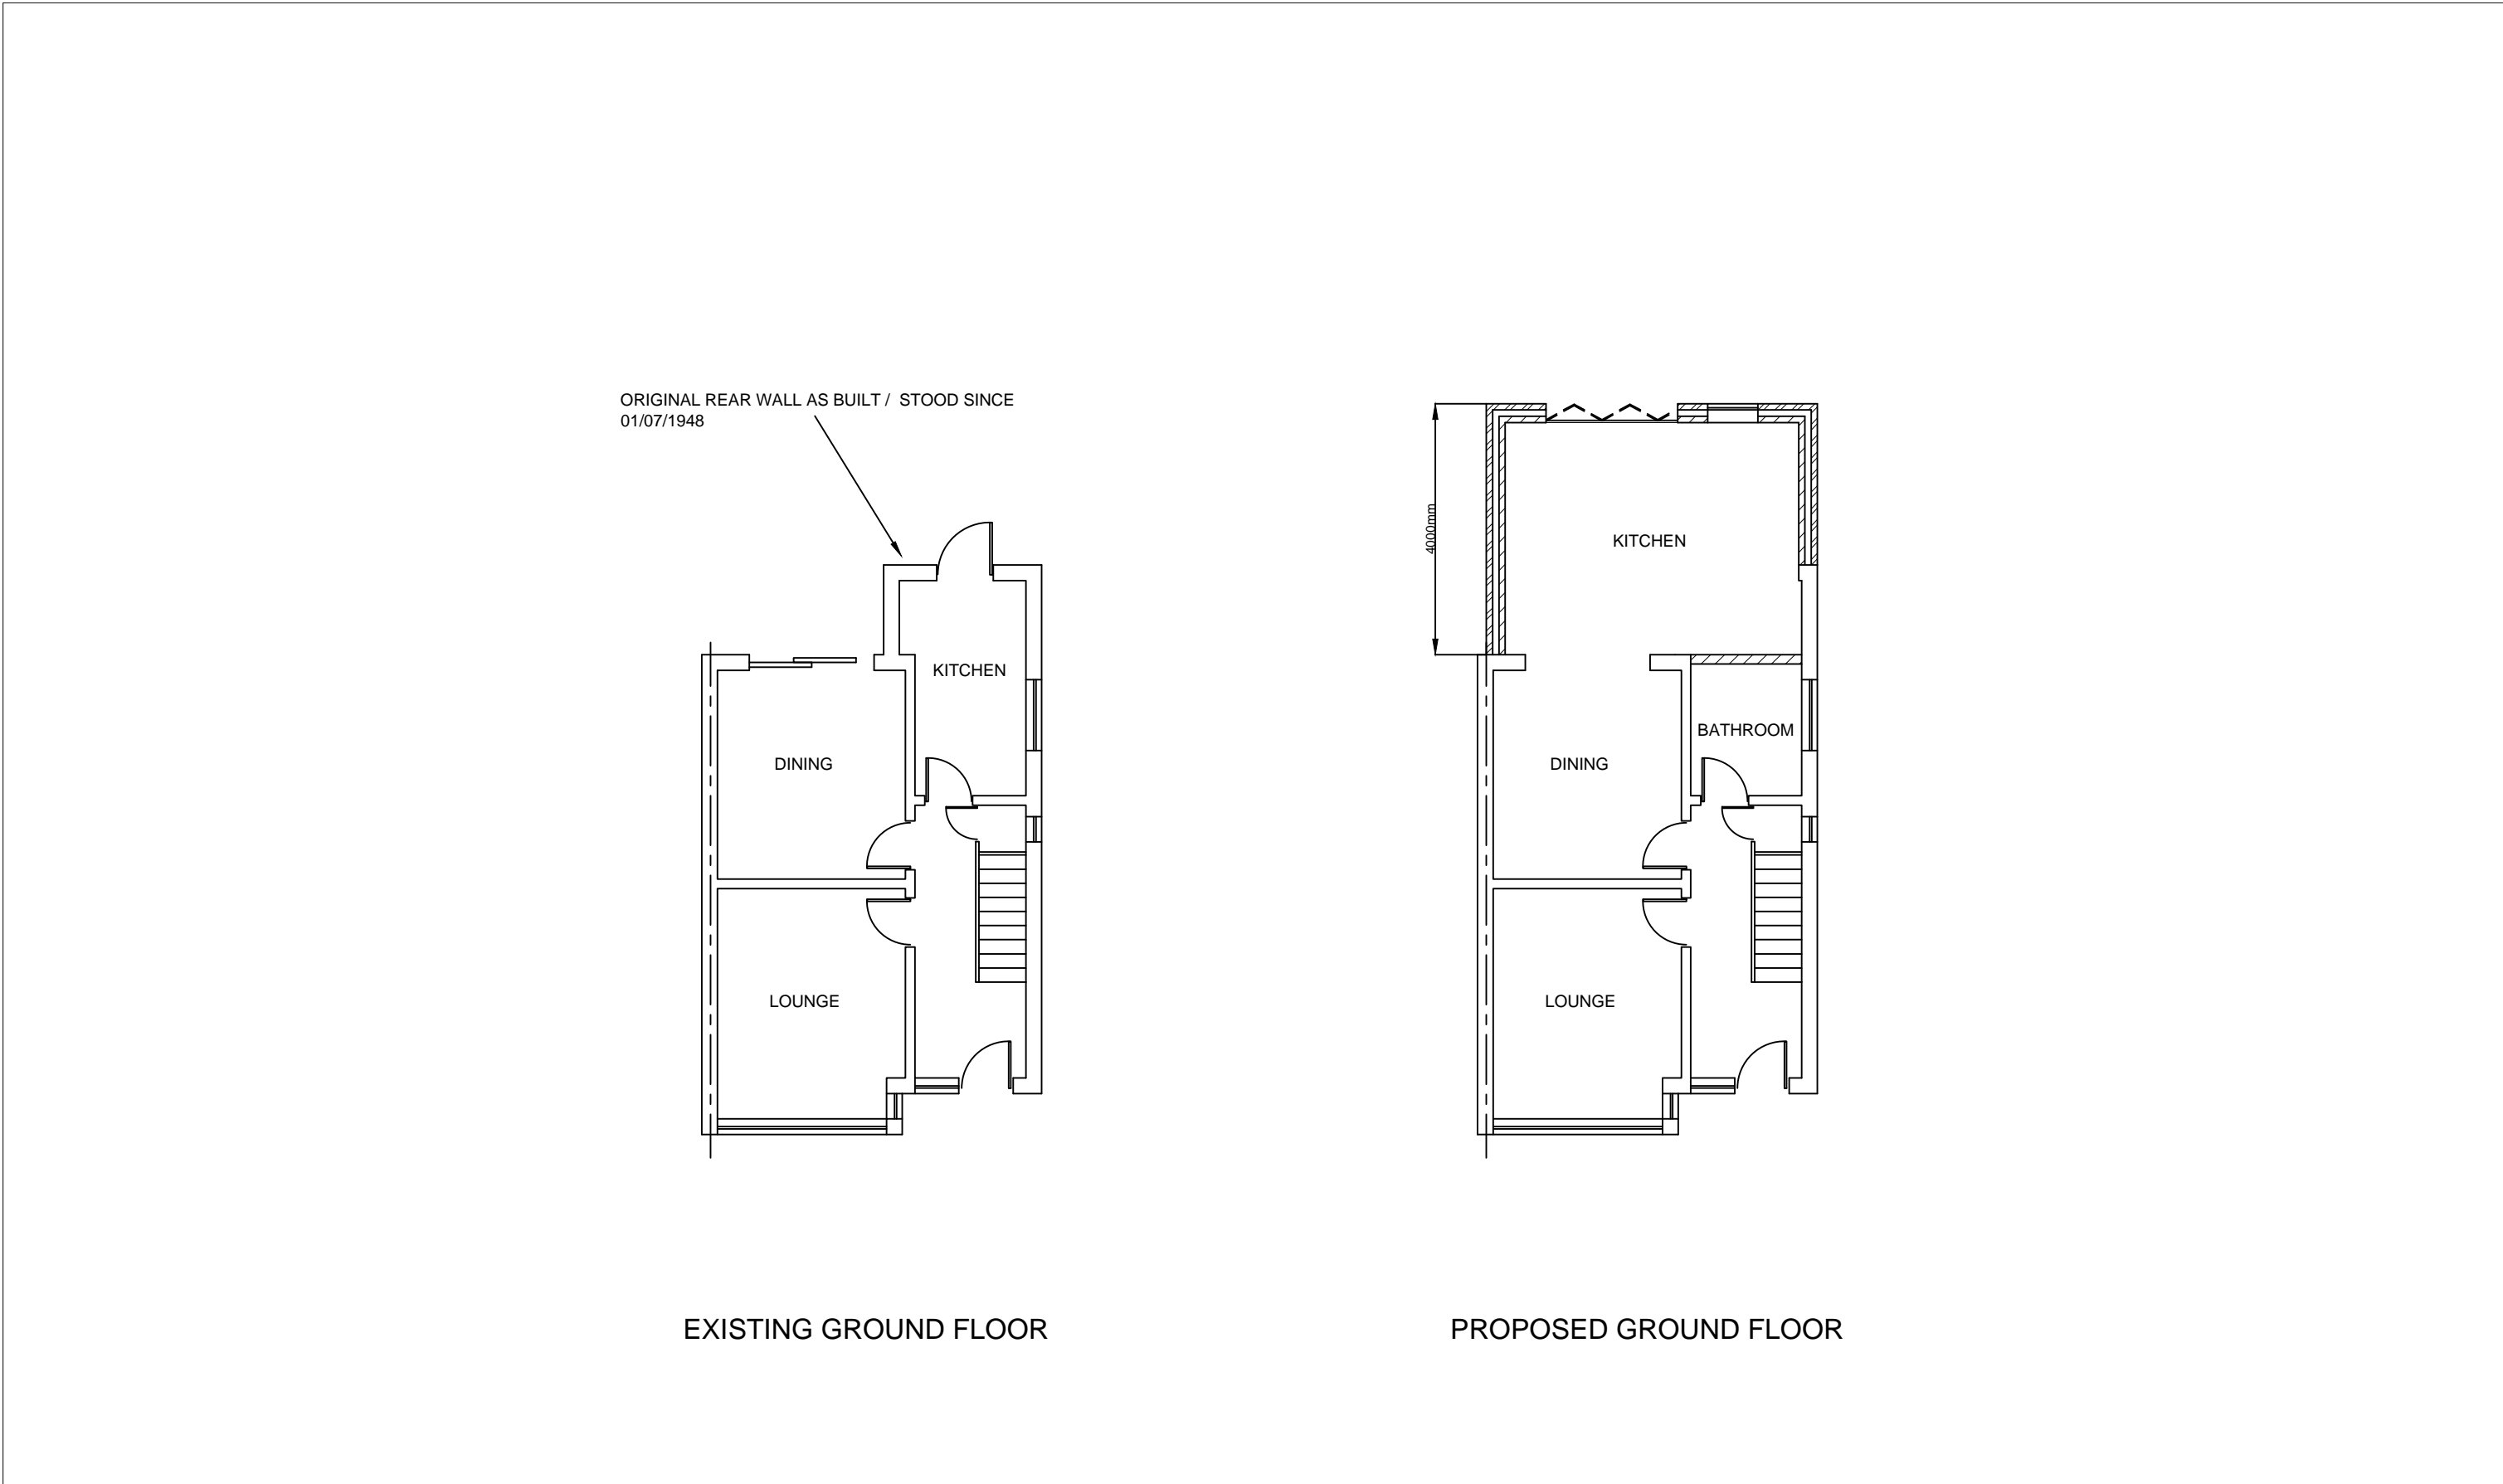 ORIGINAL REAR WALL AS BUILT /  STOOD SINCE
01/07/1948
KITCHEN
DINING
LOUNGE
EXISTING GROUND FLOOR
4000mm
KITCHEN
BATHROOM
DINING
LOUNGE
PROPOSED GROUND FLOOR